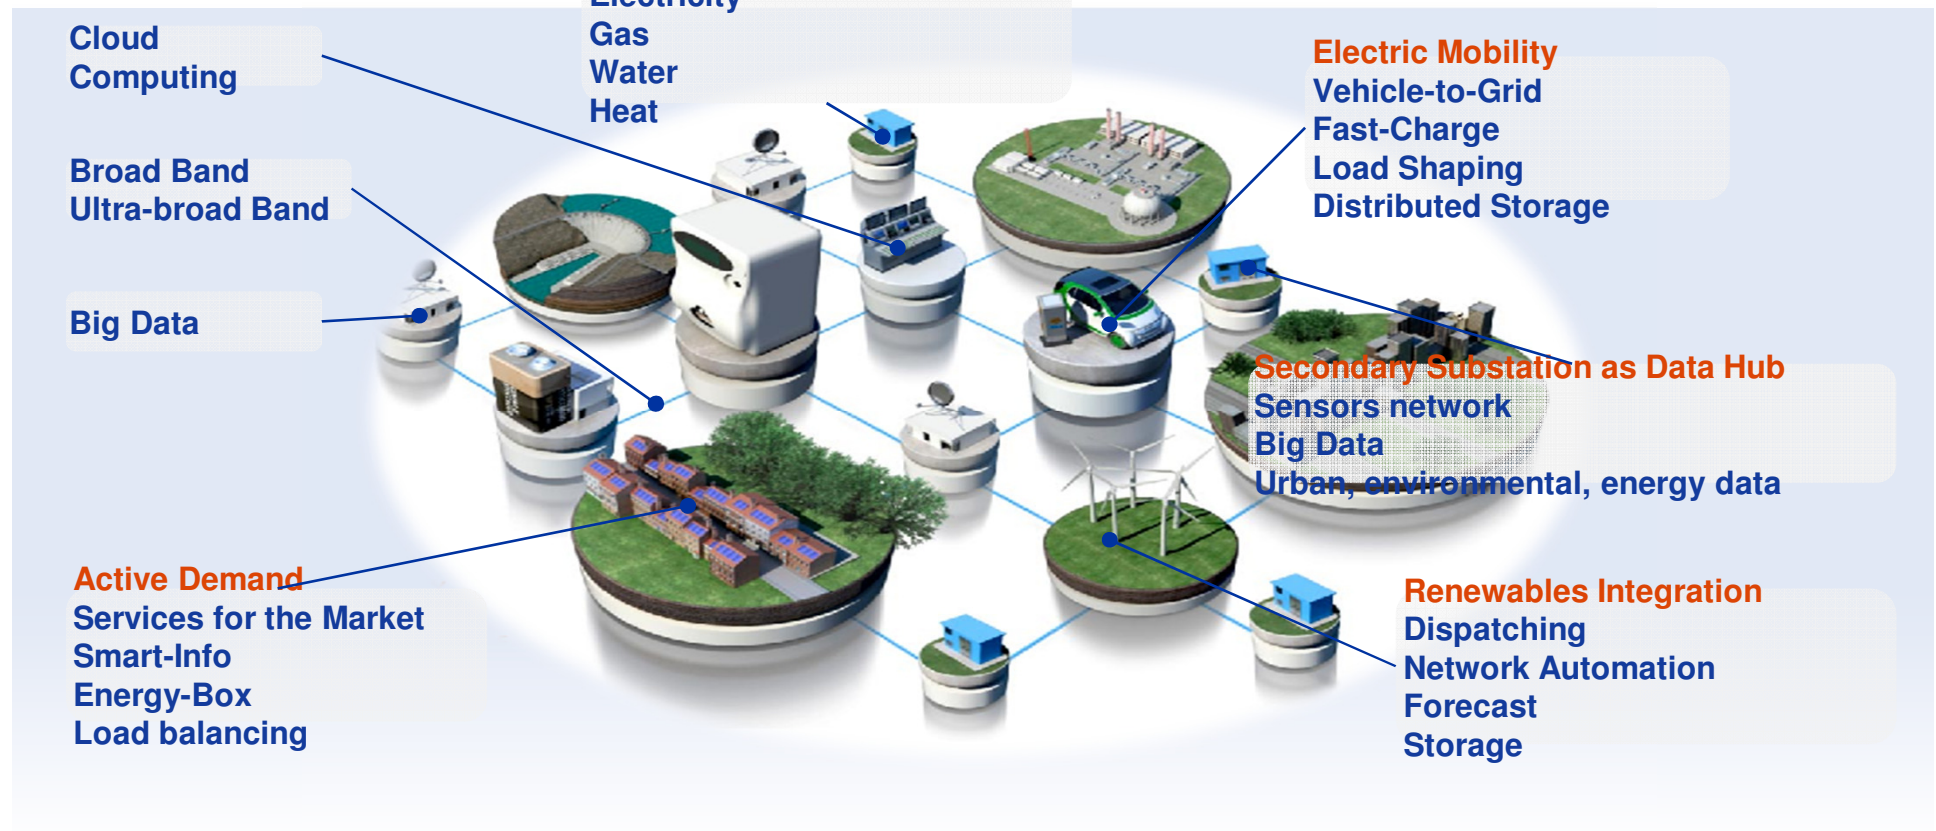 Cloud
Computing
Electricity
Gas
Water
Heat
Electric Mobility
Vehicle-to-Grid
Fast-Charge
Load Shaping
Distributed Storage
Broad Band
Ultra-broad Band
Big Data
Secondary Substation as Data Hub
Sensors network
Big Data
Urban, environmental, energy data
Active Demand
Services for the Market
Smart-Info
Energy-Box
Load balancing
Renewables Integration
Dispatching
Network Automation
Forecast
Storage